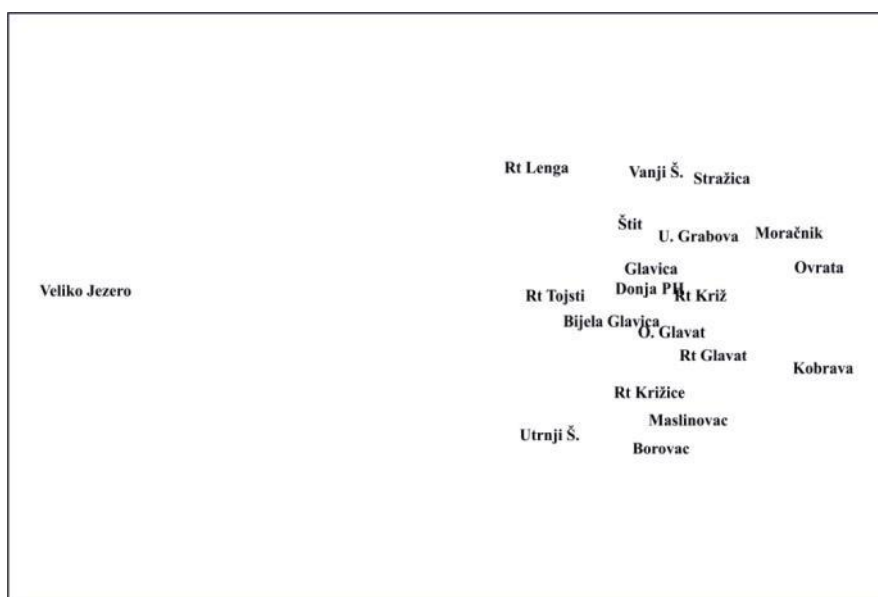 Rt Lenga
Vanji Š.
Stražica
Štit
U. Grabova
Moračnik
Glavica
Ovrata
Veliko Jezero
Donja PH
Rt Tojsti
Rt Križ
Bijela Glavica
O. Glavat
Rt Glavat
Kobrava
Rt Križice
Maslinovac
Utrnji Š.
Borovac